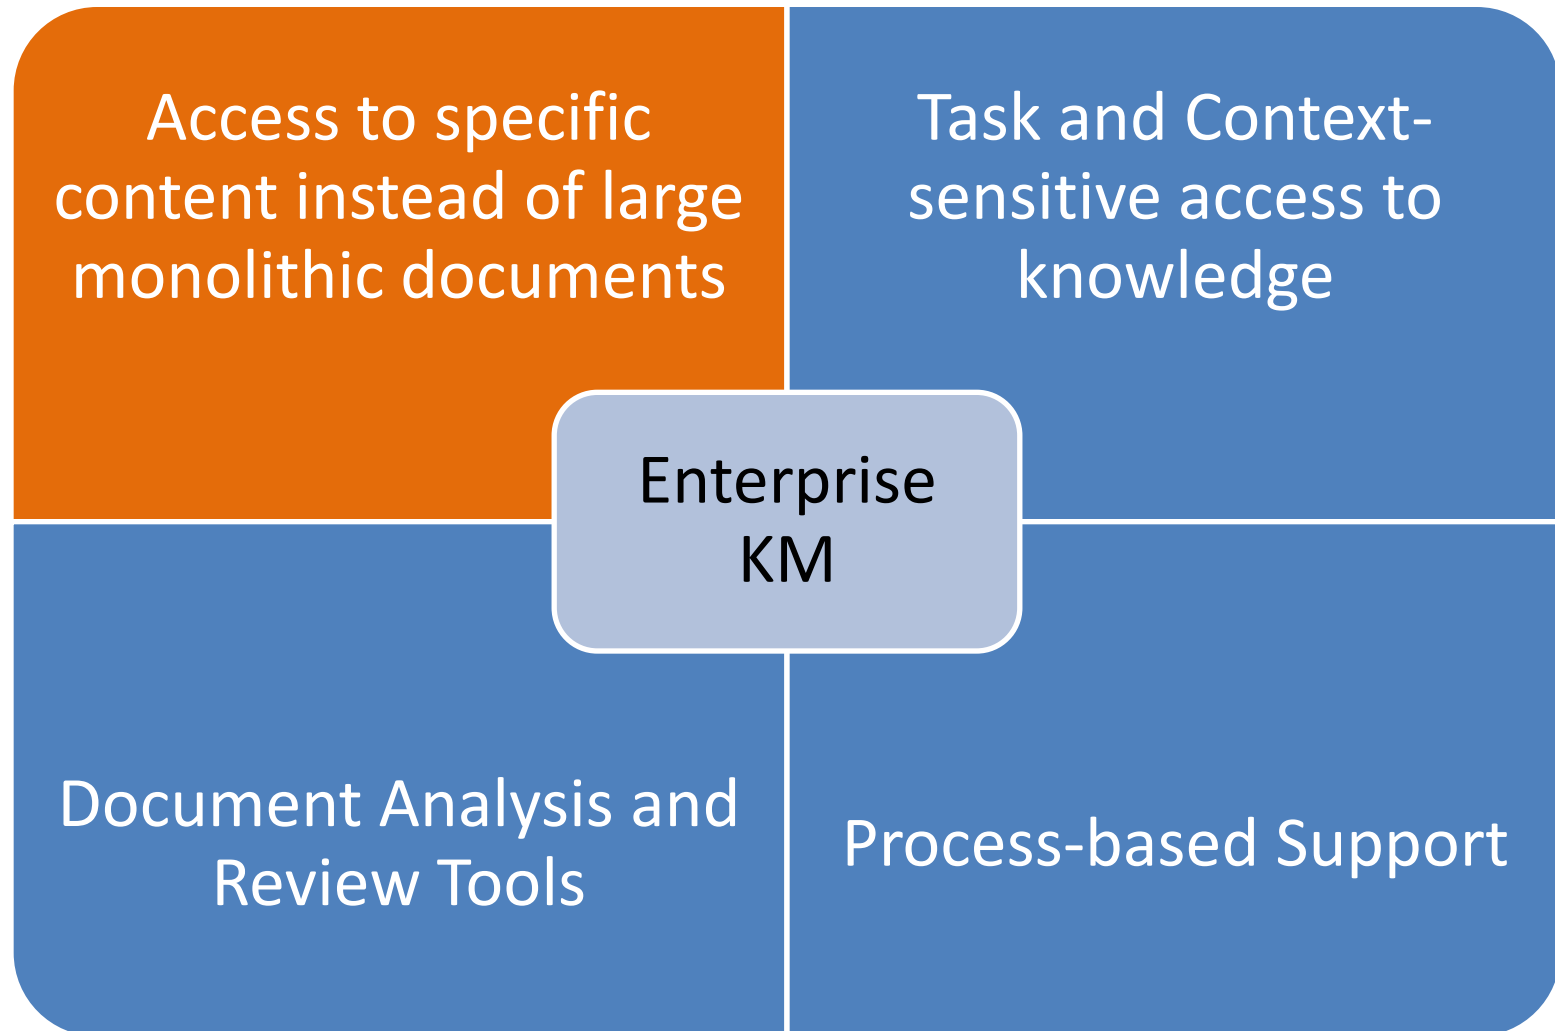 Access to specific
content instead of large
monolithic documents
Task and Context-
sensitive access to
knowledge
Enterprise
KM
Document Analysis and
Review Tools
Process-based Support